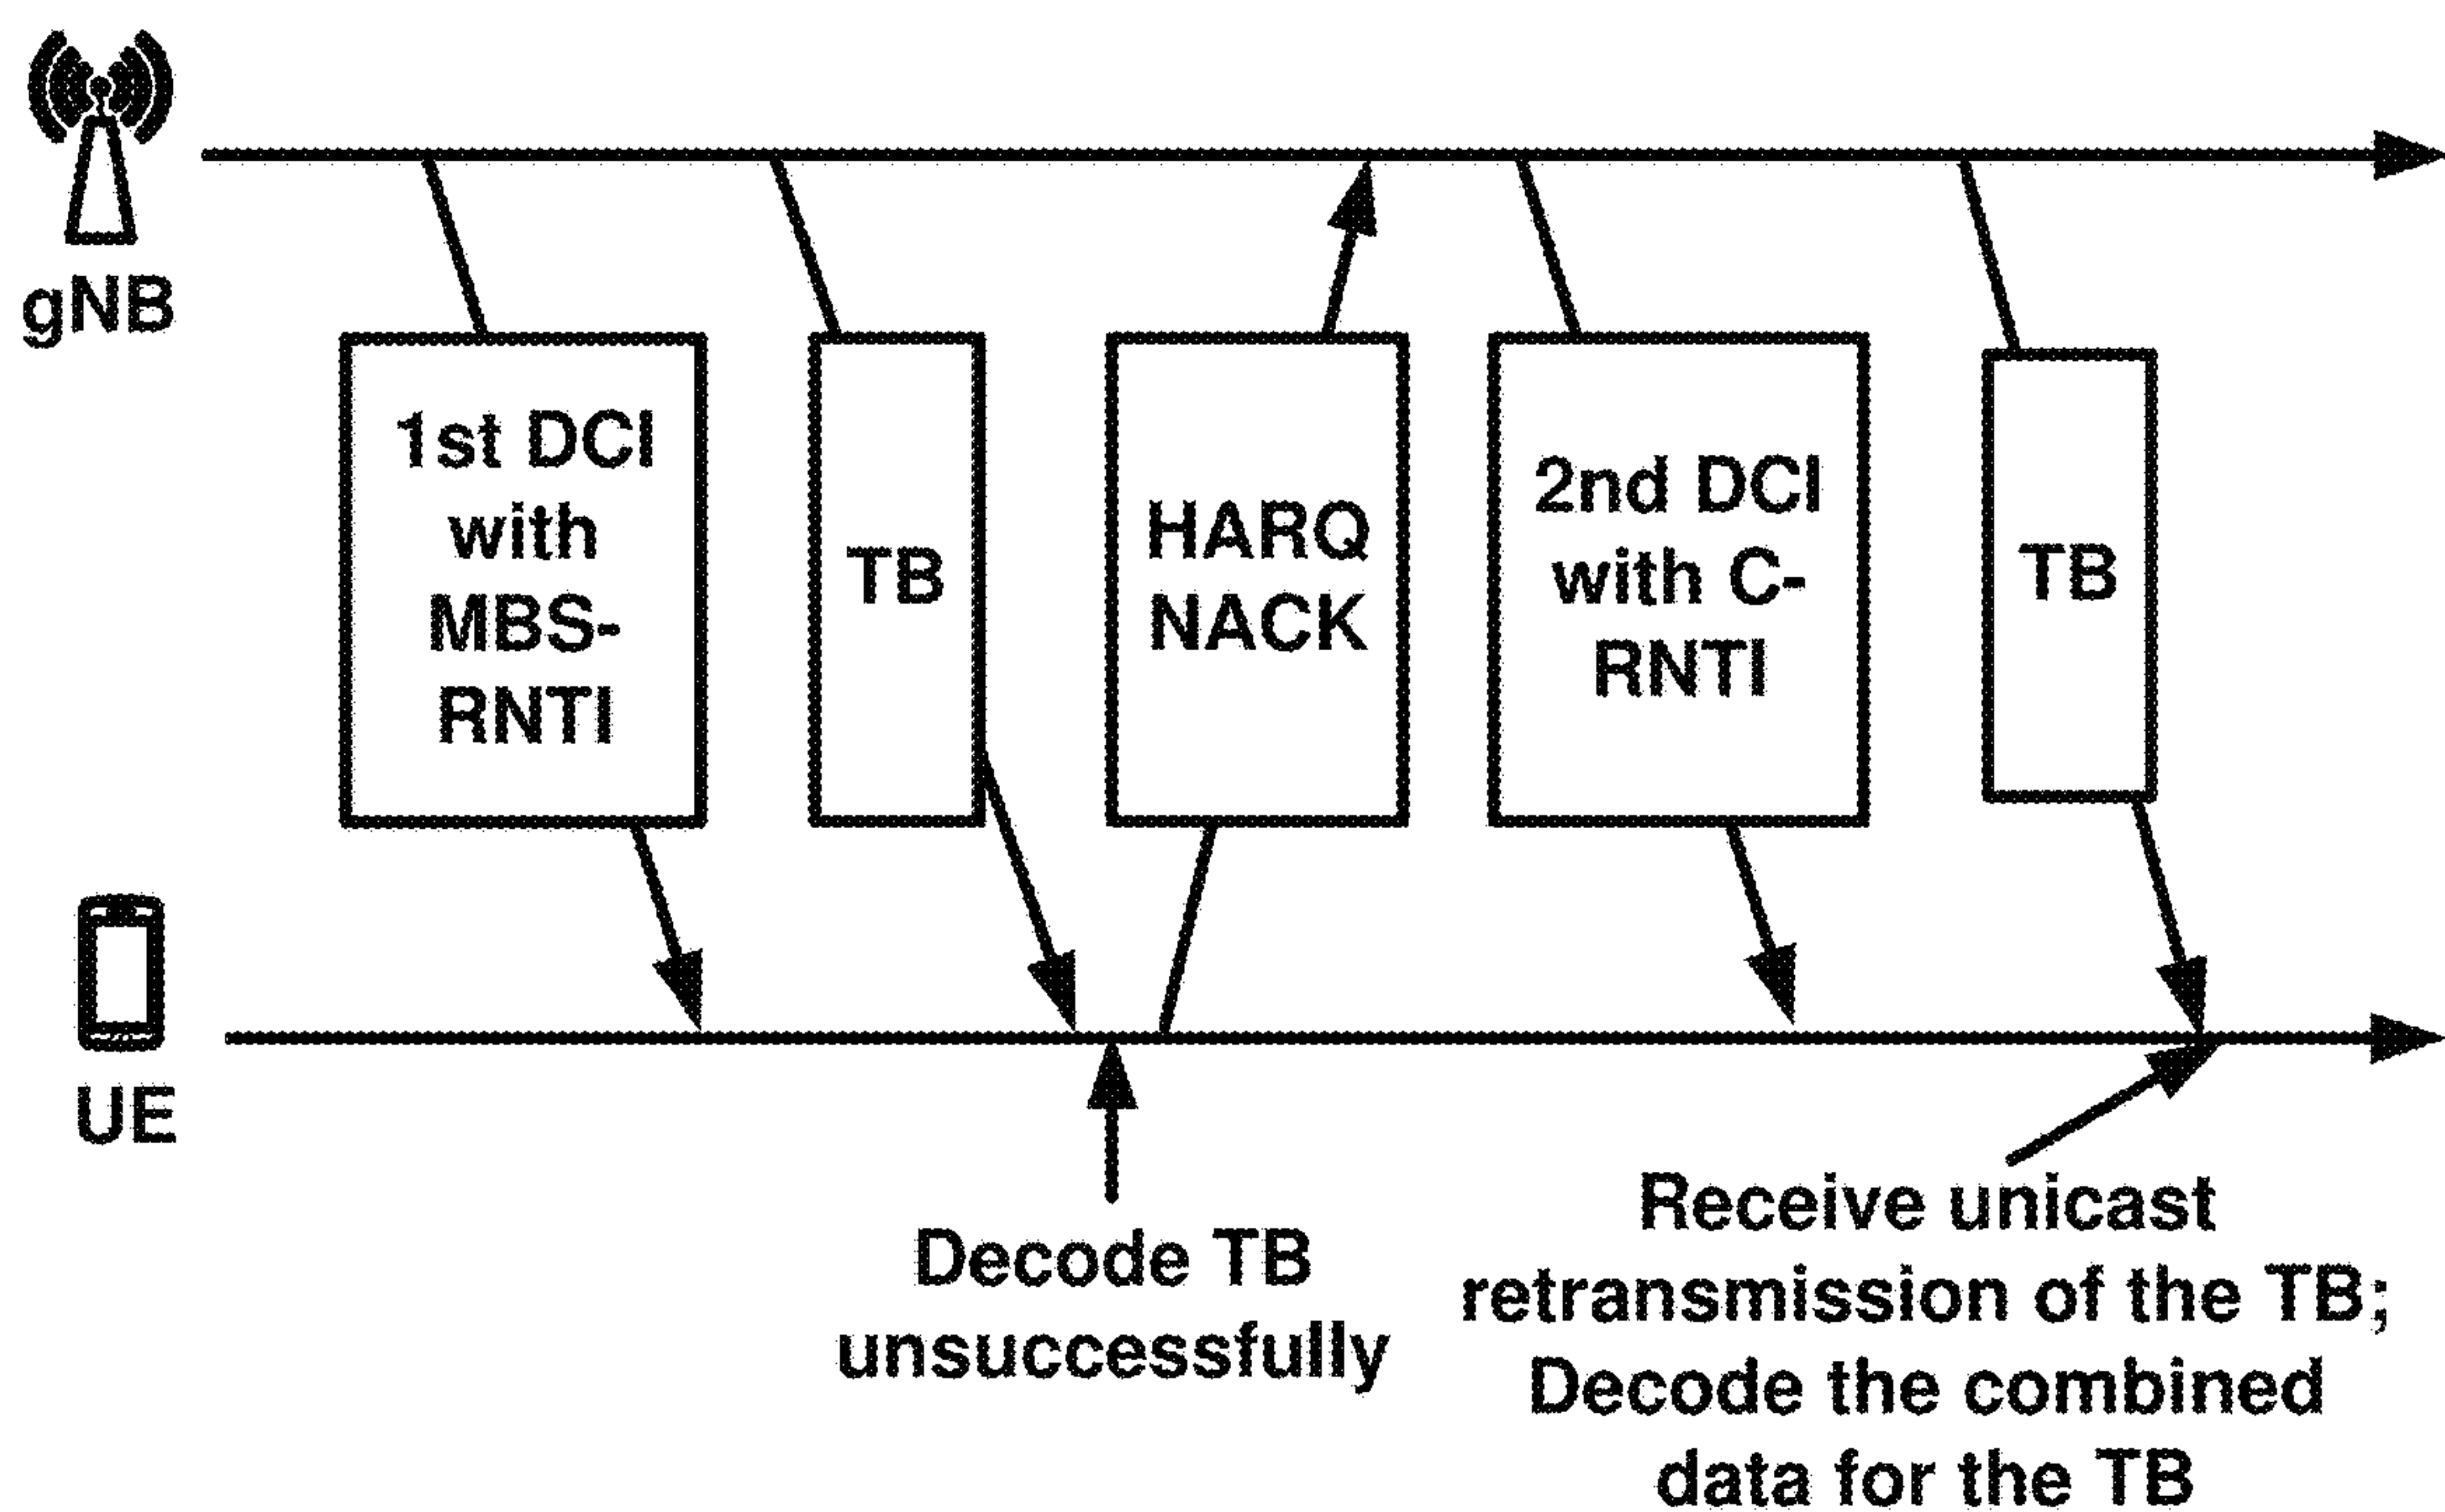 gNB
1st DCI
with
MBS-
RNTI
TB
HARQ
NACK
2nd DCI
with C-
RNTI
TB
UE
Decode TB
unsuccessfully
Receive unicast
retransmission of the TB;
Decode the combined
data for the TB